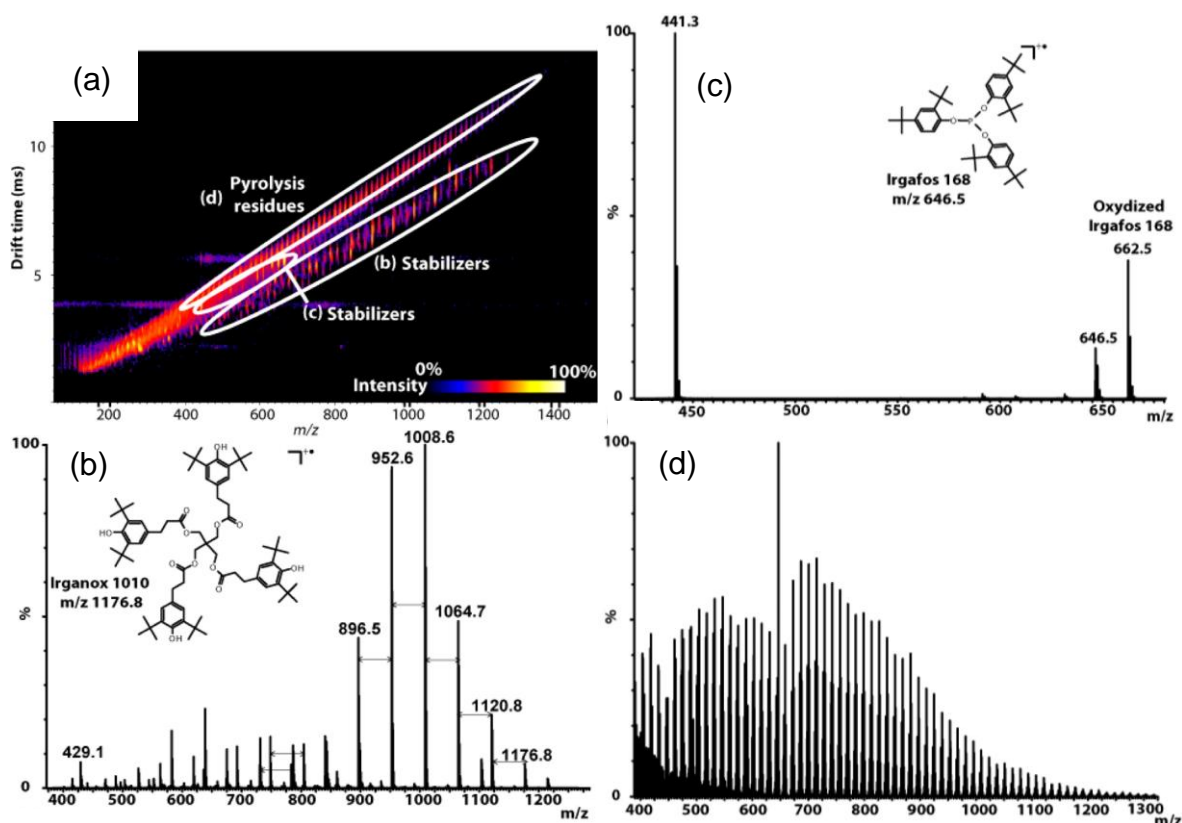 (a)
10
5
Drift time (ms)
(d) Pyrolysis
residues
(b) Stabilizers
(c) Stabilizers
0% 100%
Intensity
200 400 600 800 1000 1200 1400
m/z
441.3
100
(c)
O O P O
Irgafos 168
m/z 646.5
+•
%
Oxydized
Irgafos 168
662.5
646.5
0
450 500 550 600 650 m/z
100
(b)
OH
O O
O O
HO
O O
O O
OH
OH
+•
Irganox 1010
m/z 1176.8
%
1008.6
952.6
1064.7
896.5
1120.8
1176.8
429.1
0
400 500 600 700 800 900 1000 1100 1200
m/z
100
(d)
%
0
400 500 600 700 800 900 1000 1100 1200 1300
m/z